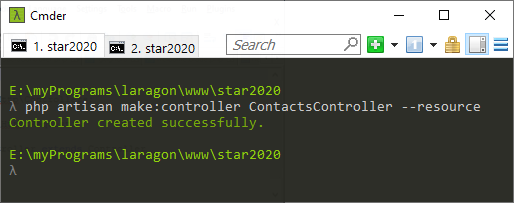 Cmder
1. star2020
2. star2020
Search
E:\myPrograms\laragon\www\star2020
λ php artisan make:controller ContactsController --resource
Controller created successfully.
E:\myPrograms\laragon\www\star2020
λ